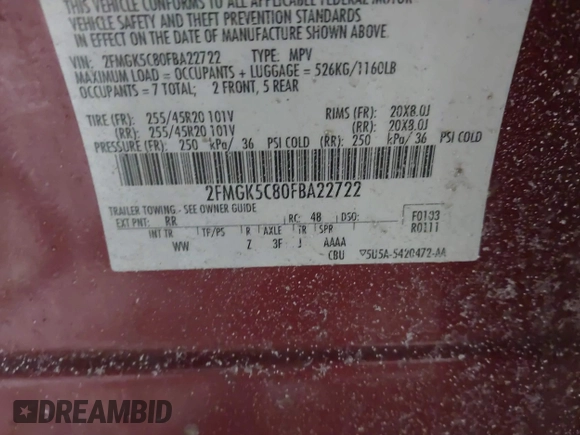 THIS VEHICLE CONFORMS TO ALL APPLICABLE FEDERAL MOTOR
VEHICLE SAFETY AND THEFT PREVENTION STANDARDS
IN EFFECT ON THE DATE OF MANUFACTURE SHOWN ABOVE.
VIN: 2FMGK5C80FBA22722 TYPE: MPV
MAXIMUM LOAD = OCCUPANTS + LUGGAGE = 526KG/1160LB
OCCUPANTS = 7 TOTAL; 2 FRONT, 5 REAR
TIRE (FR): 255/45R20 101V RIMS (FR): 20X8.0J
(RR): 255/45R20 101V (RR): 20X8.0J
PRESSURE (FR): 250 kPa/ 36 PSI COLD (RR): 250 kPa/ 36 PSI COLD
2FMGK5C80FBA22722
TRAILER TOWING - SEE OWNER GUIDE
EXT PNT: RR RC: 48 DSO: F0103
R0111
INT TR TP/PS R AXLE TR SPR
WW Z 3F J AAAA
CBU ▽5U5A-5420472-AA
DREAMBID